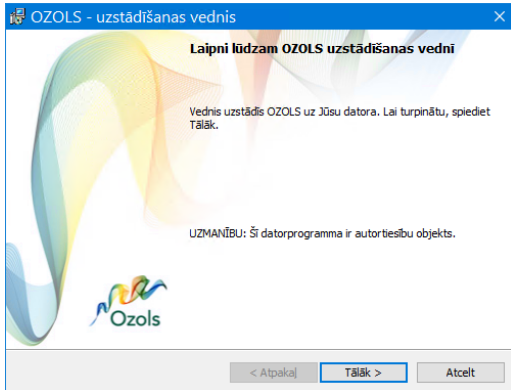 OZOLS - uzstādīšanas vednis
Laipni lūdzam OZOLS uzstādīšanas vednī
Vednis uzstādīs OZOLS uz Jūsu datora. Lai turpinātu, spiediet
Tālāk.
UZMANĪBU: Šī datorprogramma ir autortiesību objekts.
Ozols
< Atpakaļ
Tālāk >
Atcelt